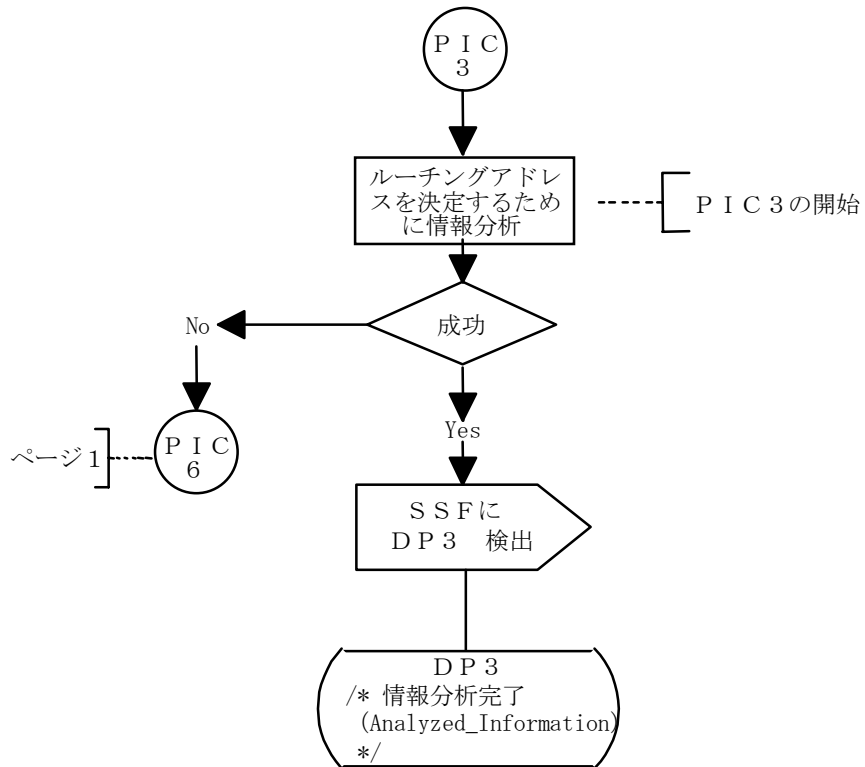 ＰＩＣ
３
ルーチングアドレ
スを決定するため
に情報分析
ＰＩＣ３の開始
成功
No
Yes
ページ１
ＰＩＣ
６
ＳＳＦに
ＤＰ３　検出
ＤＰ３
/* 情報分析完了
(Analyzed_Information)
*/